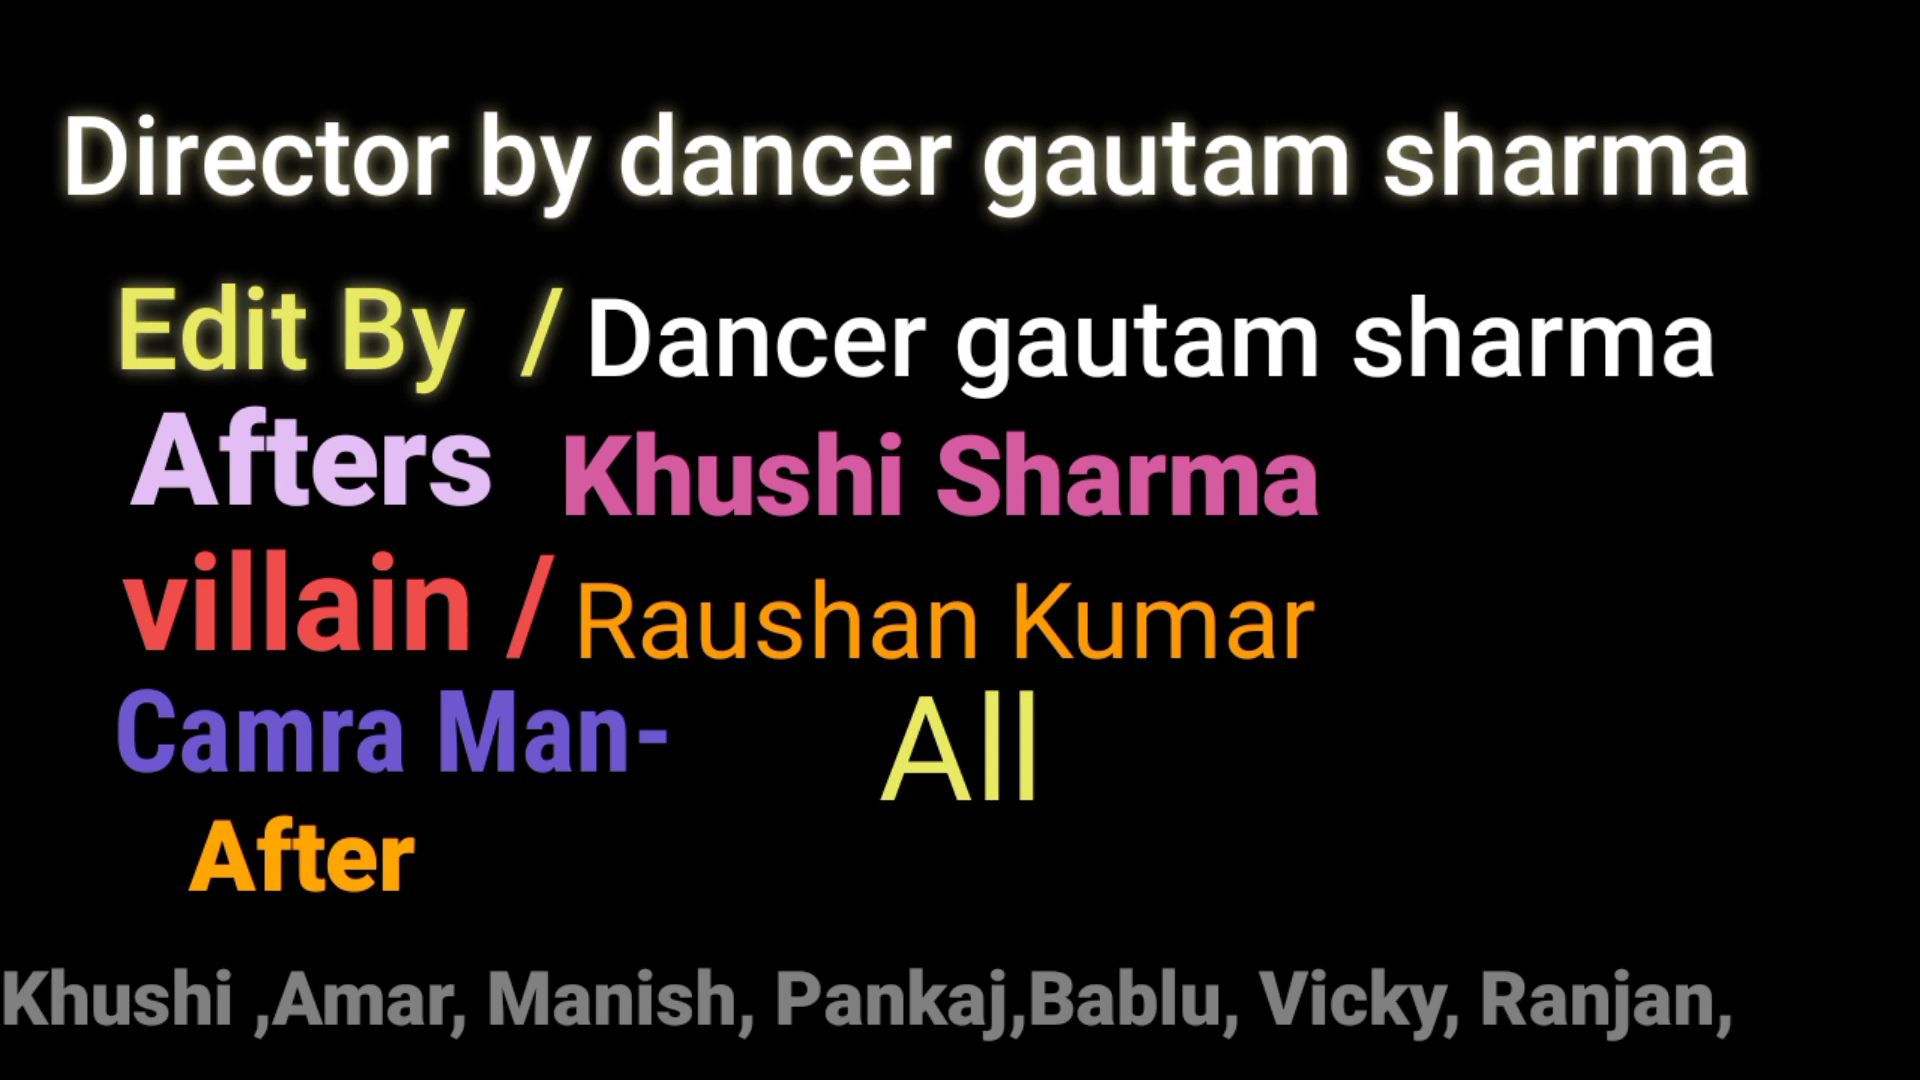 Director by dancer gautam sharma
Edit By / Dancer gautam sharma
Afters Khushi Sharma
villain / Raushan Kumar
Camra Man- All
After
Khushi ,Amar, Manish, Pankaj,Bablu, Vicky, Ranjan,